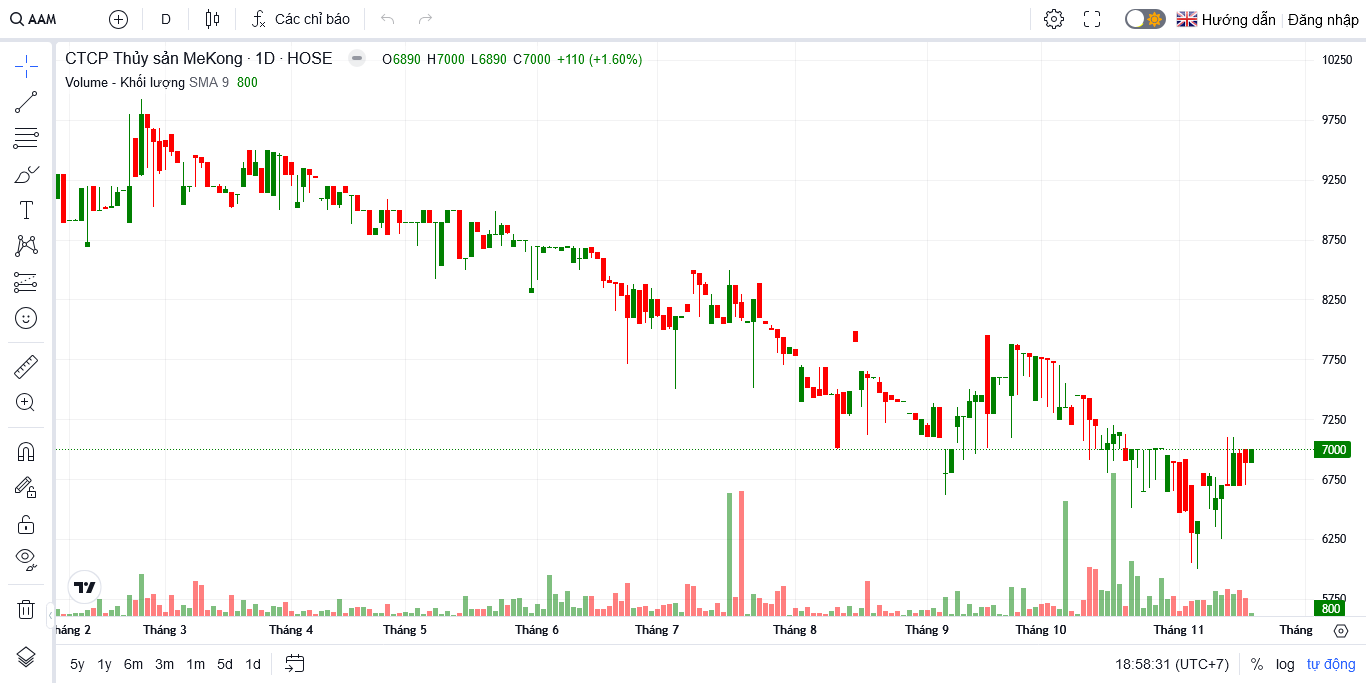 AAM D Các chỉ báo Hướng dẫn Đăng nhập
CTCP Thủy sản MeKong · 1D · HOSE O6890 H7000 L6890 C7000 +110 (+1.60%)
Volume - Khối lượng SMA 9 800
10250
9750
9250
8750
8250
7750
7250
7000
6750
6250
5750
800
háng 2 Tháng 3 Tháng 4 Tháng 5 Tháng 6 Tháng 7 Tháng 8 Tháng 9 Tháng 10 Tháng 11 Tháng
5y 1y 6m 3m 1m 5d 1d 18:58:31 (UTC+7) % log tự động